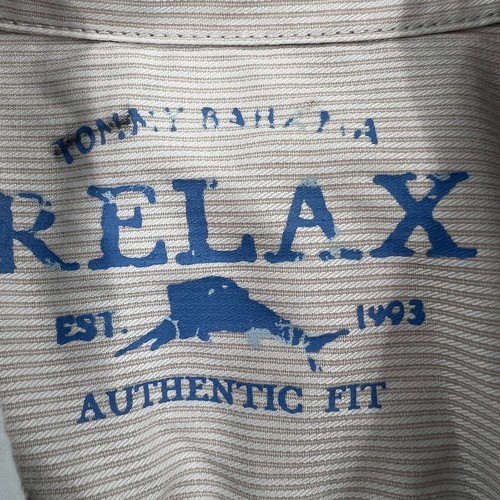 TOMMY BAHAMA
RELAX
EST. 1993
AUTHENTIC FIT